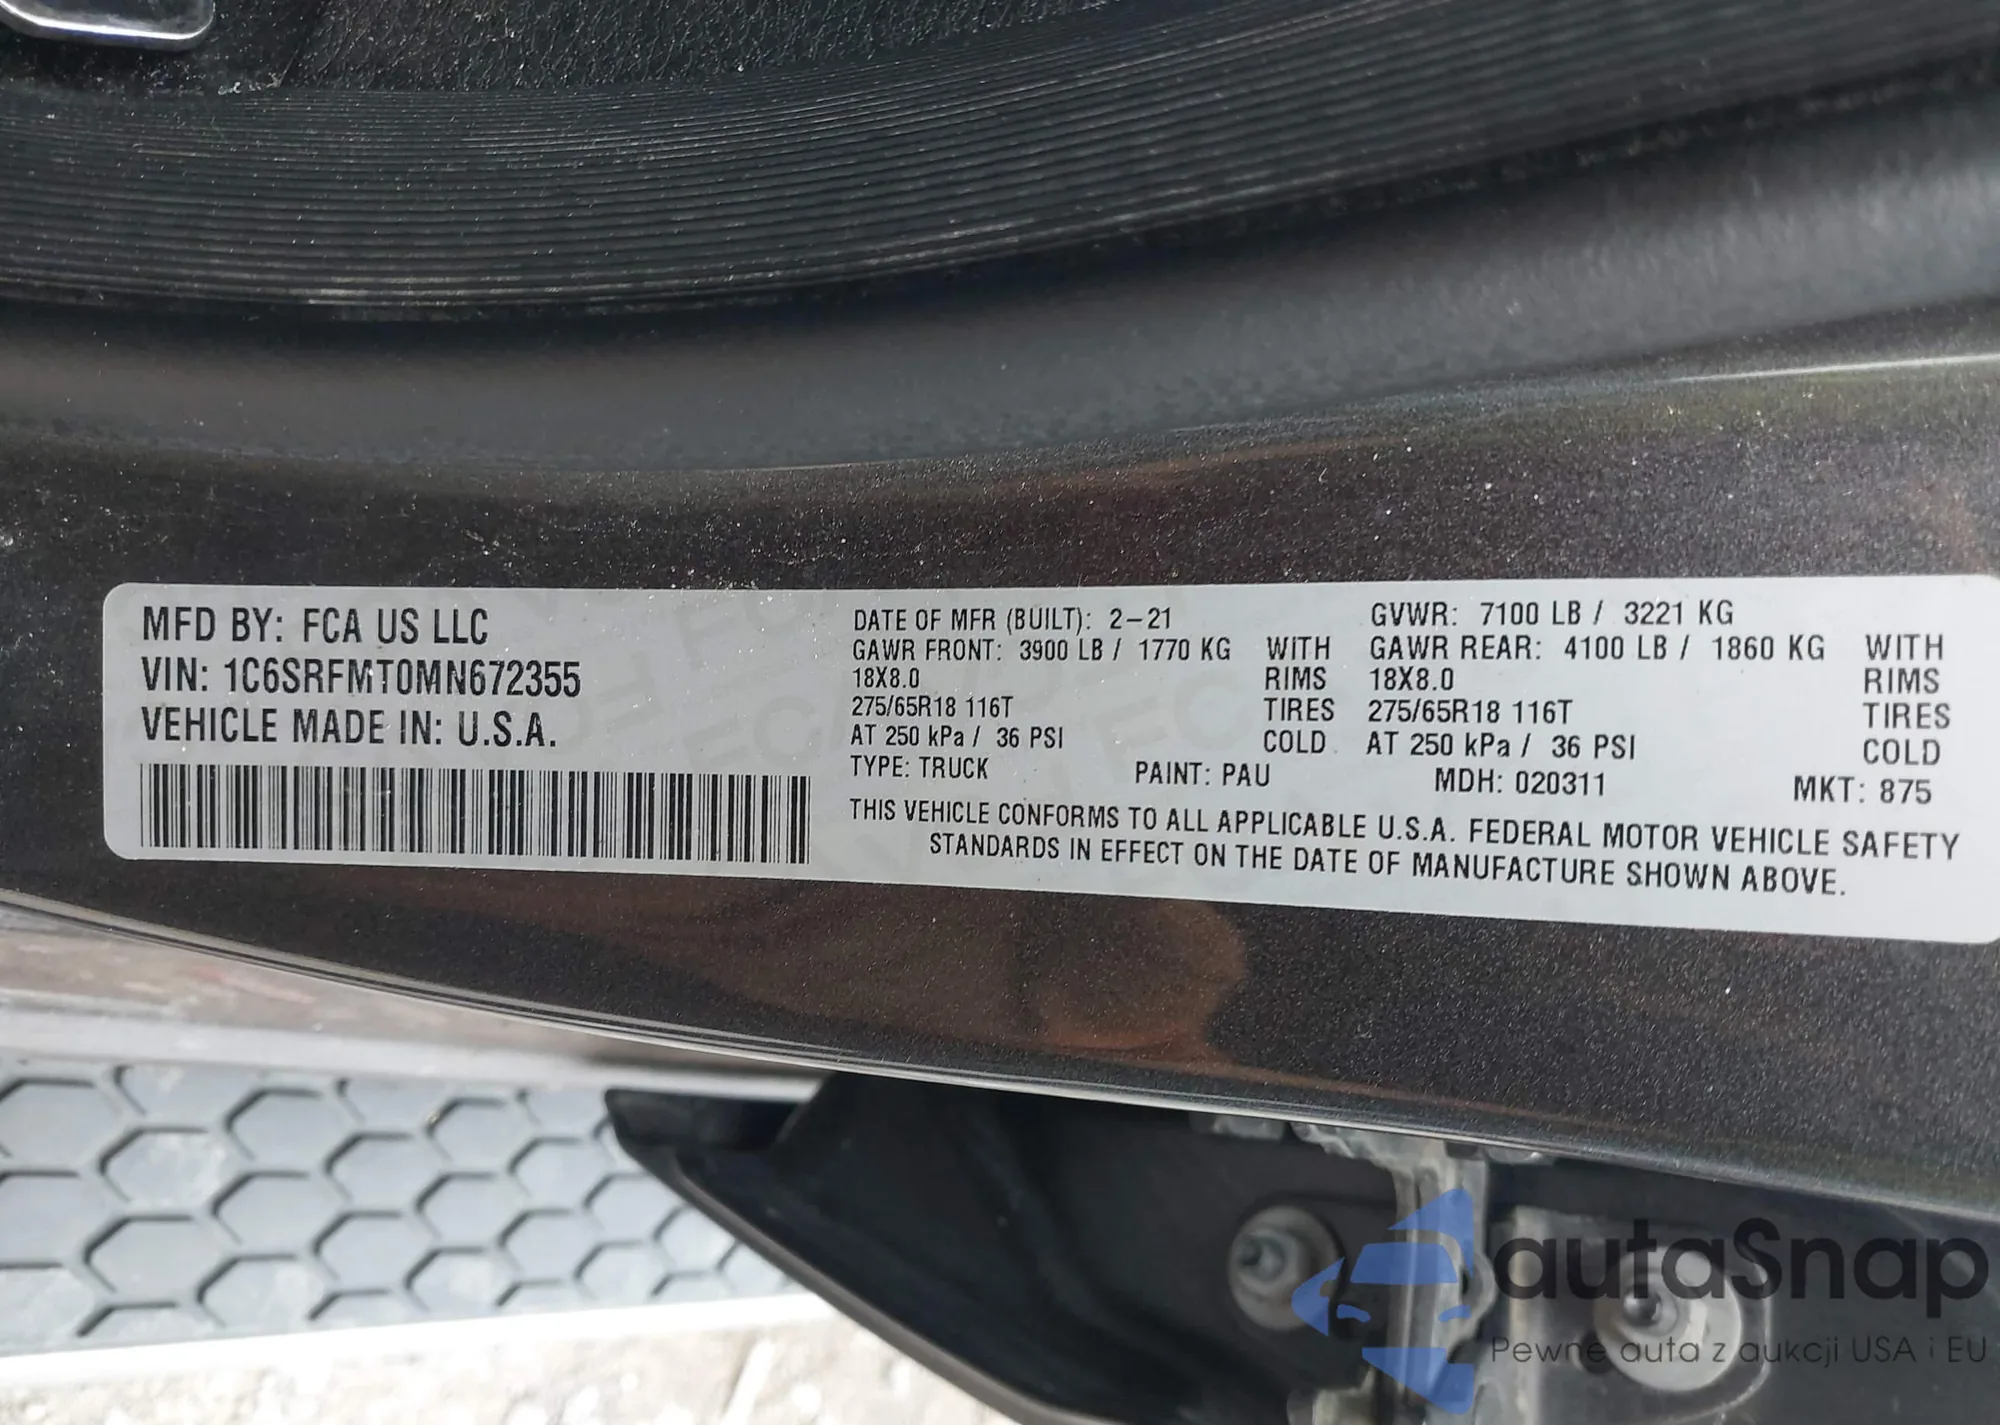 MFD BY: FCA US LLC
VIN: 1C6SRFMT0MN672355
VEHICLE MADE IN: U.S.A.
DATE OF MFR (BUILT): 2-21 GVWR: 7100 LB / 3221 KG
GAWR FRONT: 3900 LB / 1770 KG WITH GAWR REAR: 4100 LB / 1860 KG WITH
18X8.0 RIMS 18X8.0 RIMS
275/65R18 116T TIRES 275/65R18 116T TIRES
AT 250 kPa / 36 PSI COLD AT 250 kPa / 36 PSI COLD
TYPE: TRUCK PAINT: PAU MDH: 020311 MKT: 875
THIS VEHICLE CONFORMS TO ALL APPLICABLE U.S.A. FEDERAL MOTOR VEHICLE SAFETY
STANDARDS IN EFFECT ON THE DATE OF MANUFACTURE SHOWN ABOVE.
autaSnap
Pewne auta z aukcji USA i EU